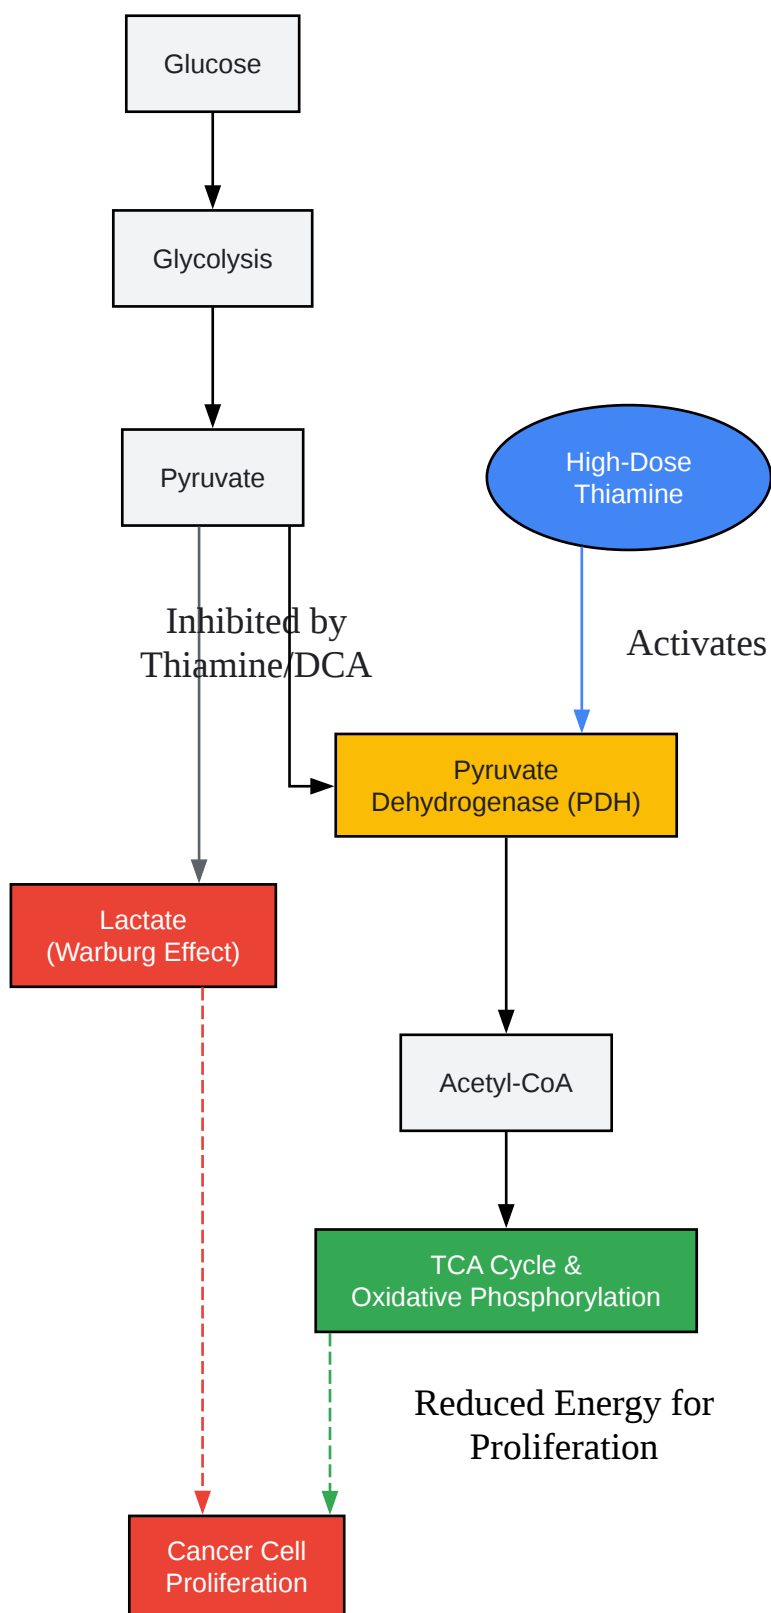 Glucose
Glycolysis
Pyruvate
High-Dose
Thiamine
Inhibited by
Thiamine/DCA
Activates
Pyruvate
Dehydrogenase (PDH)
Lactate
(Warburg Effect)
Acetyl-CoA
TCA Cycle &
Oxidative Phosphorylation
Reduced Energy for
Proliferation
Cancer Cell
Proliferation